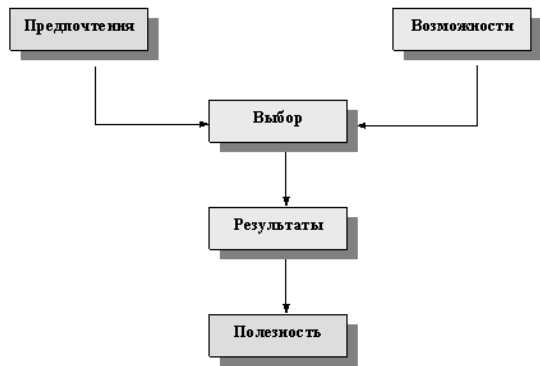 Предпочтения
Возможности
Выбор
Результаты
Полезность